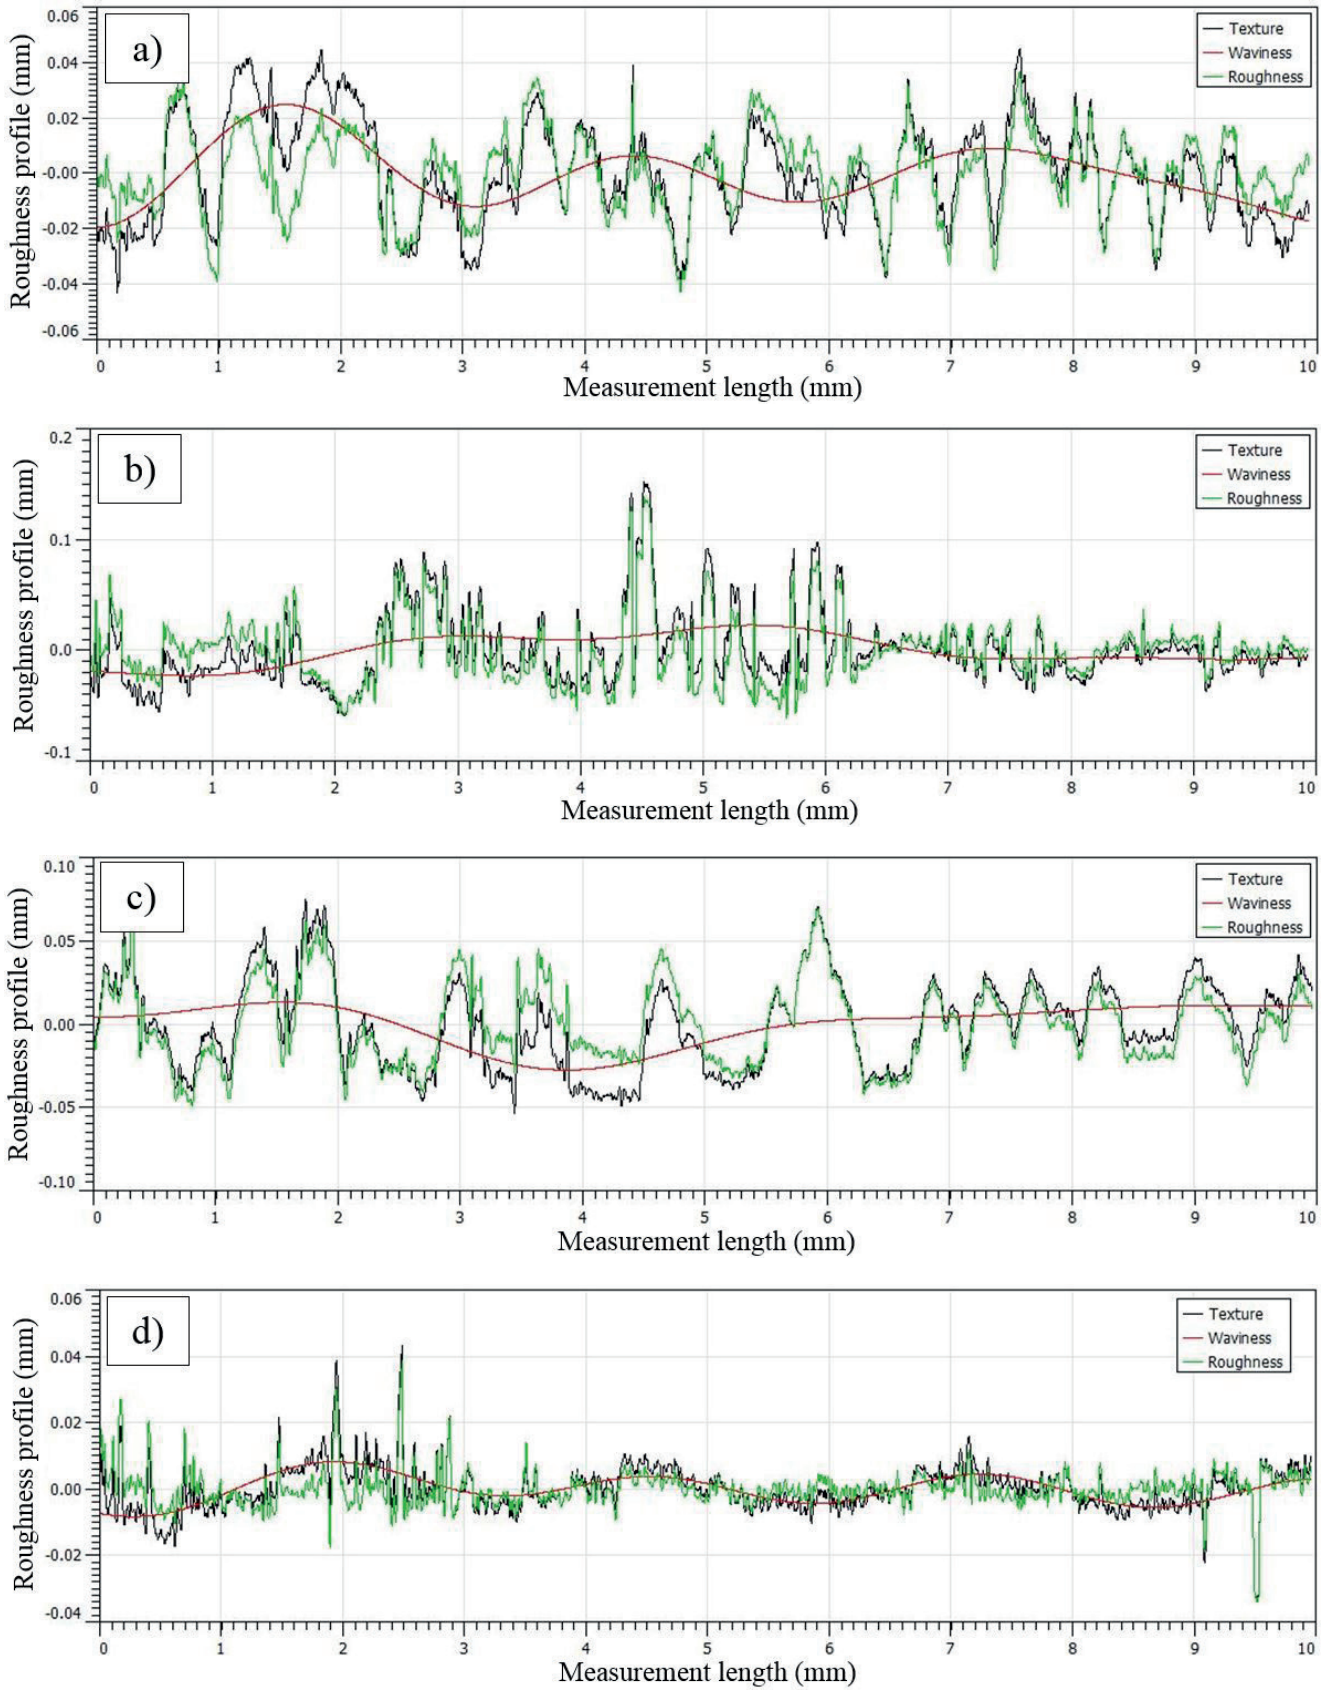 a)
Roughness profile (mm)
0.06
0.04
0.02
-0.00
-0.02
-0.04
-0.06
Texture
Waviness
Roughness
0 1 2 3 4 5 6 7 8 9 10
Measurement length (mm)
b)
Roughness profile (mm)
0.2
0.1
0.0
-0.1
Texture
Waviness
Roughness
0 1 2 3 4 5 6 7 8 9 10
Measurement length (mm)
c)
Roughness profile (mm)
0.10
0.05
0.00
-0.05
-0.10
Texture
Waviness
Roughness
0 1 2 3 4 5 6 7 8 9 10
Measurement length (mm)
d)
Roughness profile (mm)
0.06
0.04
0.02
0.00
-0.02
-0.04
Texture
Waviness
Roughness
0 1 2 3 4 5 6 7 8 9 10
Measurement length (mm)